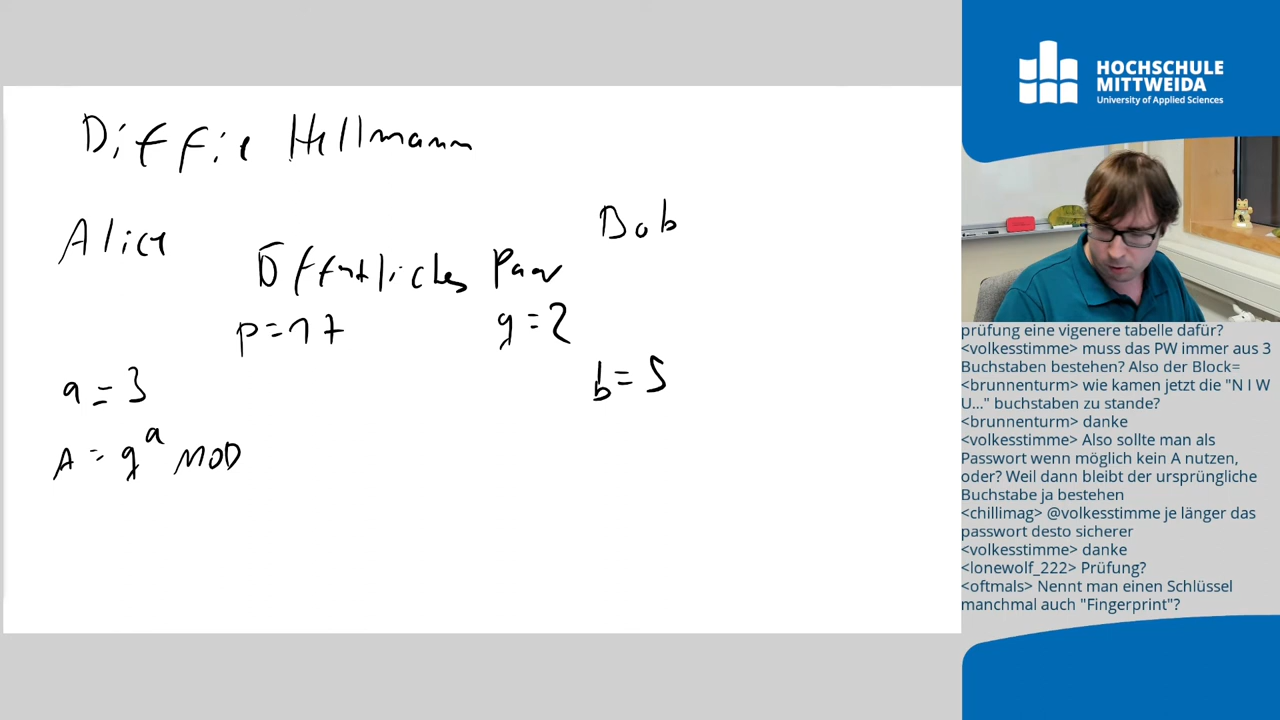 Diffie Hellmann
Alice
Bob
Öffentliches Paar
p=17
g=2
a=3
b=5
A=g^a MOD
HOCHSCHULE
MITTWEIDA
University of Applied Sciences
prüfung eine vigenere tabelle dafür?
<volkesstimme> muss das PW immer aus 3
Buchstaben bestehen? Also der Block=
<brunnenturm> wie kamen jetzt die "N I W
U..." buchstaben zu stande?
<brunnenturm> danke
<volkesstimme> Also sollte man als
Passwort wenn möglich kein A nutzen,
oder? Weil dann bleibt der ursprüngliche
Buchstabe ja bestehen
<chillimag> @volkesstimme je länger das
passwort desto sicherer
<volkesstimme> danke
<lonewolf_222> Prüfung?
<oftmals> Nennt man einen Schlüssel
manchmal auch "Fingerprint"?